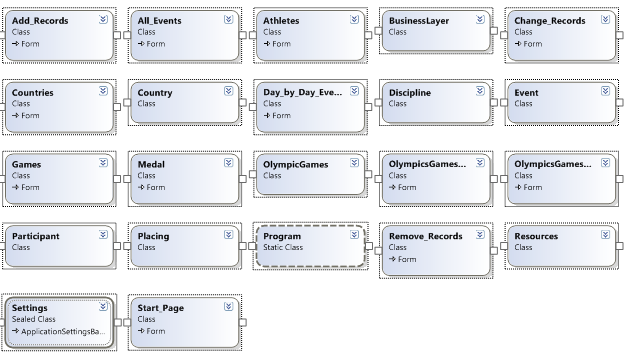 Add_Records
Class
→ Form
All_Events
Class
→ Form
Athletes
Class
→ Form
BusinessLayer
Class
Change_Records
Class
→ Form
Countries
Class
→ Form
Country
Class
Day_by_Day_Eve...
Class
→ Form
Discipline
Class
Event
Class
Games
Class
→ Form
Medal
Class
→ Form
OlympicGames
Class
OlympicsGames...
Class
→ Form
OlympicsGames...
Class
→ Form
Participant
Class
Placing
Class
Program
Static Class
Remove_Records
Class
→ Form
Resources
Class
Settings
Sealed Class
→ ApplicationSettingsBa...
Start_Page
Class
→ Form